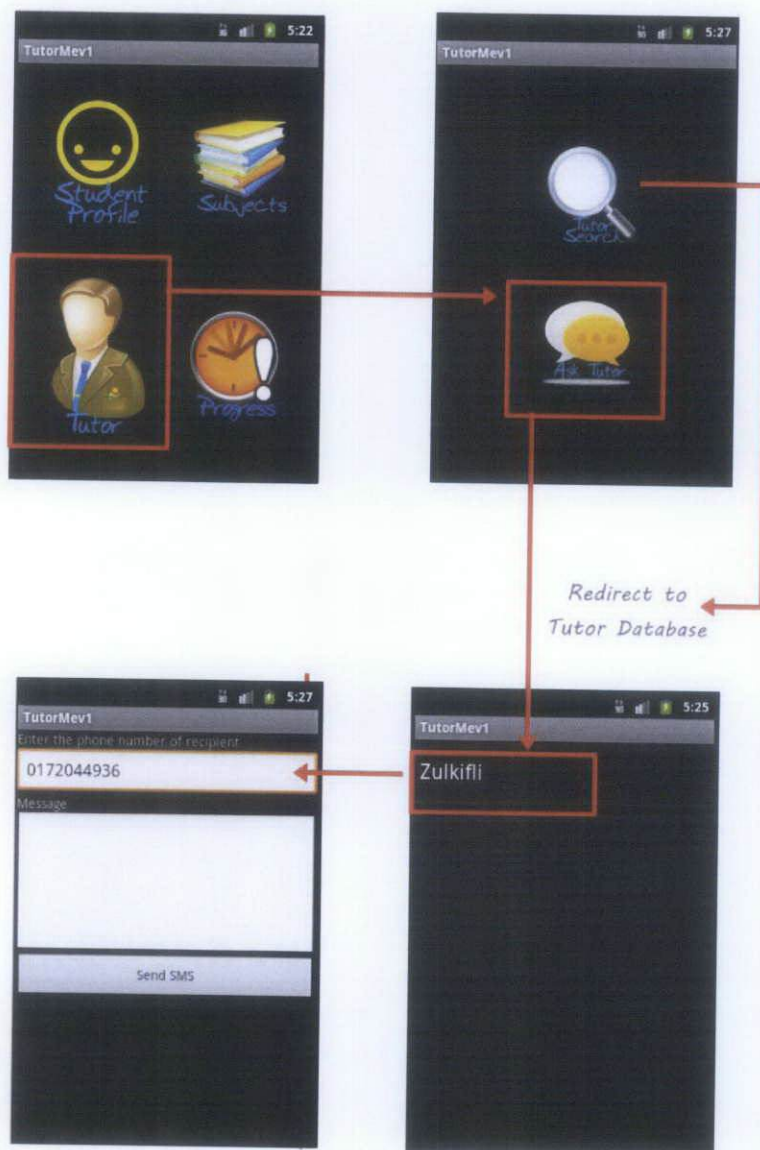 5:22
TutorMev1
Student
Profile
Subjects
Tutor
Progress
5:27
TutorMev1
Tutor
Search
Ask Tutor
Redirect to
Tutor Database
5:27
TutorMev1
Enter the phone number of recipient
0172044936
Message
Send SMS
5:25
TutorMev1
Zulkifli